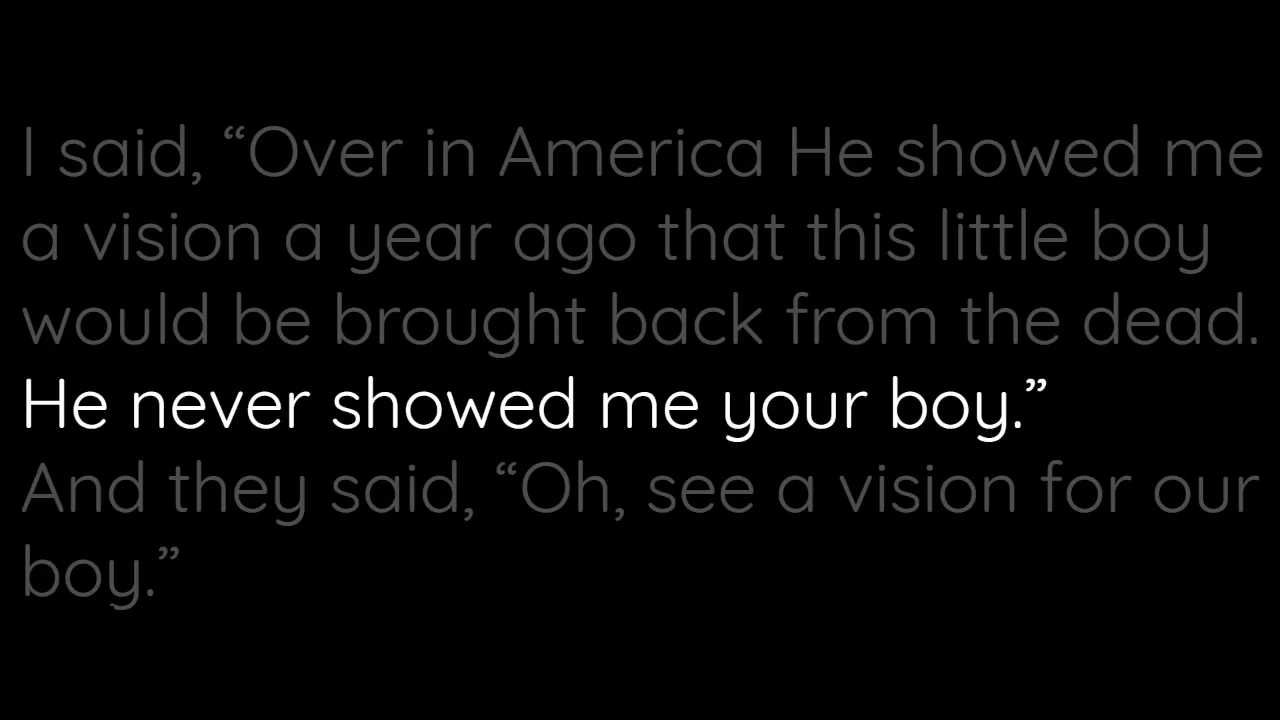 I said, “Over in America He showed me
a vision a year ago that this little boy
would be brought back from the dead.
He never showed me your boy.”
And they said, “Oh, see a vision for our
boy.”